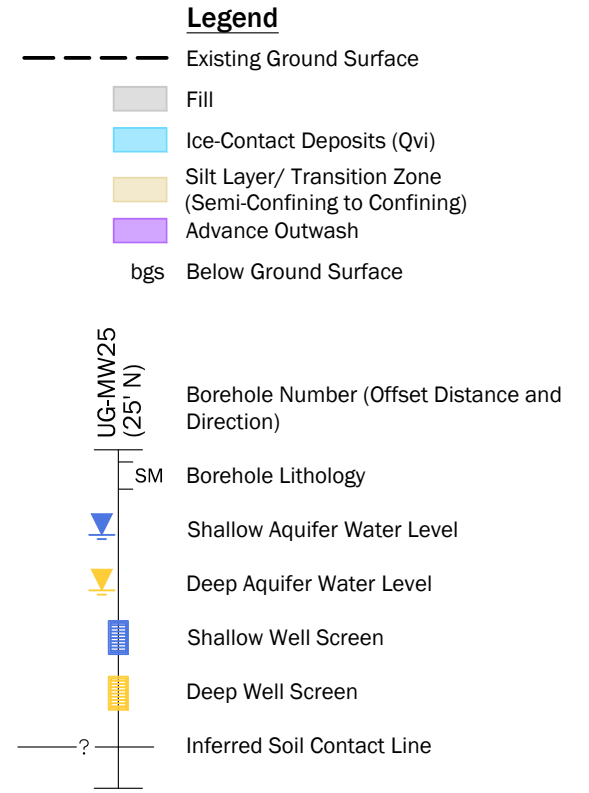 Legend
Existing Ground Surface
Fill
Ice-Contact Deposits (Qvi)
Silt Layer/ Transition Zone
(Semi-Confining to Confining)
Advance Outwash
bgs Below Ground Surface
UG-MW25
(25' N)
Borehole Number (Offset Distance and
Direction)
SM Borehole Lithology
Shallow Aquifer Water Level
Deep Aquifer Water Level
Shallow Well Screen
Deep Well Screen
? Inferred Soil Contact Line